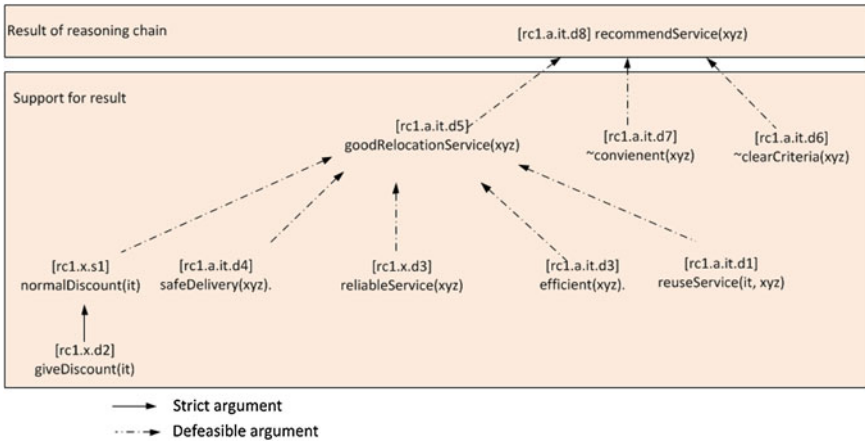 Result of reasoning chain
[rc1.a.it.d8] recommendService(xyz)
Support for result
[rc1.a.it.d5]
goodRelocationService(xyz)
[rc1.a.it.d7]
~convienent(xyz)
[rc1.a.it.d6]
~clearCriteria(xyz)
[rc1.x.s1]
normalDiscount(it)
[rc1.a.it.d4]
safeDelivery(xyz).
[rc1.x.d3]
reliableService(xyz)
[rc1.a.it.d3]
efficient(xyz).
[rc1.a.it.d1]
reuseService(it, xyz)
[rc1.x.d2]
giveDiscount(it)
Strict argument
Defeasible argument